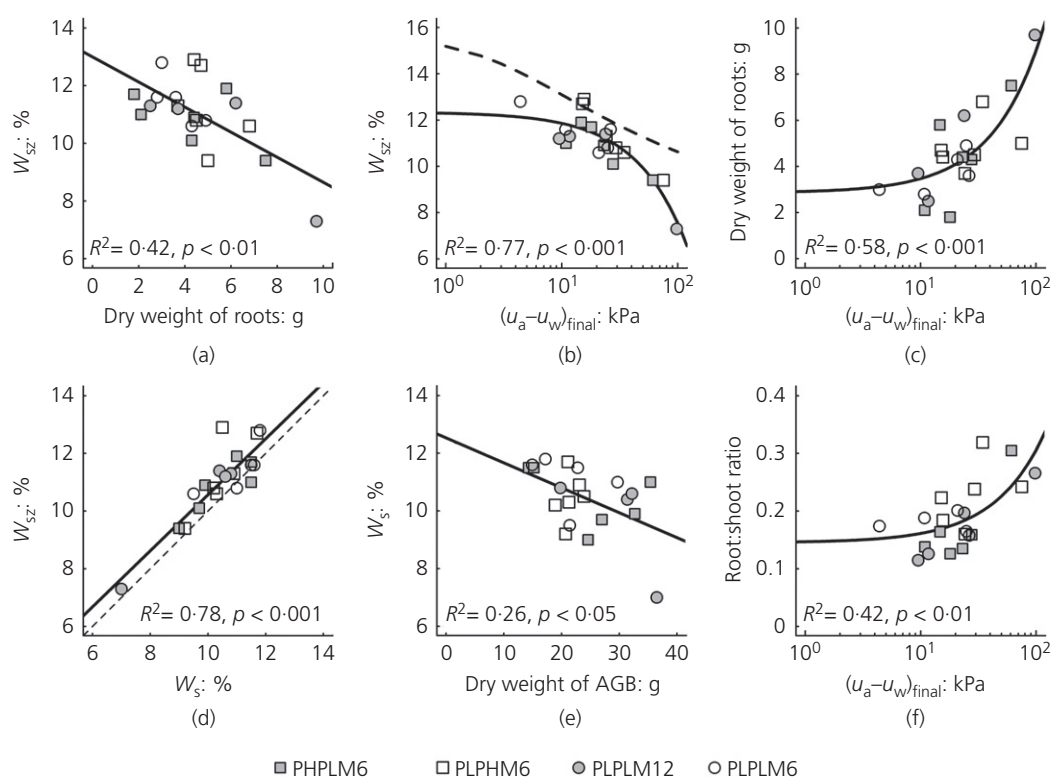 14
12
10
8
6
W_sz: %
R²= 0·42, p < 0·01
0 2 4 6 8 10
Dry weight of roots: g
(a)
14
12
10
8
6
W_sz: %
R²= 0·77, p < 0·001
10⁰ 10¹ 10²
(u_a–u_w)_final: kPa
(b)
10
8
6
4
2
0
Dry weight of roots: g
R²= 0·58, p < 0·001
10⁰ 10¹ 10²
(u_a–u_w)_final: kPa
(c)
14
12
10
8
6
W_sz: %
R²= 0·78, p < 0·001
6 8 10 12 14
W_s: %
(d)
14
12
10
8
6
W_s: %
R²= 0·26, p < 0·05
0 10 20 30 40
Dry weight of AGB: g
(e)
0.4
0.3
0.2
0.1
0
Root:shoot ratio
R²= 0·42, p < 0·01
10⁰ 10¹ 10²
(u_a–u_w)_final: kPa
(f)
PHPLM6 PLPHM6 PLPLM12 PLPLM6